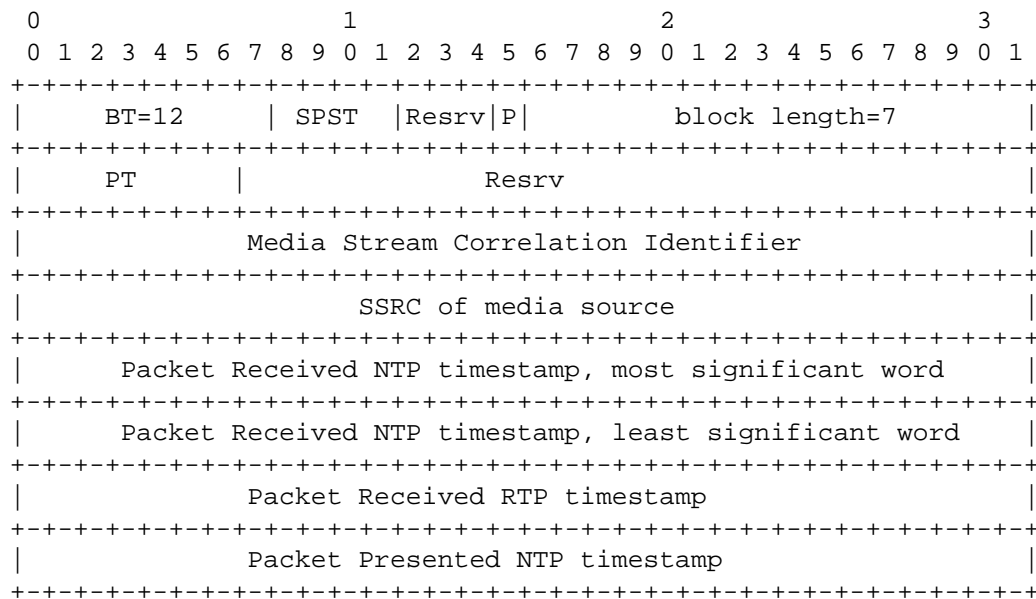 0                   1                   2                   3
 0 1 2 3 4 5 6 7 8 9 0 1 2 3 4 5 6 7 8 9 0 1 2 3 4 5 6 7 8 9 0 1
+-+-+-+-+-+-+-+-+-+-+-+-+-+-+-+-+-+-+-+-+-+-+-+-+-+-+-+-+-+-+-+-+
|     BT=12     | SPST  |Resrv|P|         block length=7        |
+-+-+-+-+-+-+-+-+-+-+-+-+-+-+-+-+-+-+-+-+-+-+-+-+-+-+-+-+-+-+-+-+
|     PT      |               Resrv                             |
+-+-+-+-+-+-+-+-+-+-+-+-+-+-+-+-+-+-+-+-+-+-+-+-+-+-+-+-+-+-+-+-+
|              Media Stream Correlation Identifier              |
+-+-+-+-+-+-+-+-+-+-+-+-+-+-+-+-+-+-+-+-+-+-+-+-+-+-+-+-+-+-+-+-+
|                     SSRC of media source                      |
+-+-+-+-+-+-+-+-+-+-+-+-+-+-+-+-+-+-+-+-+-+-+-+-+-+-+-+-+-+-+-+-+
|      Packet Received NTP timestamp, most significant word     |
+-+-+-+-+-+-+-+-+-+-+-+-+-+-+-+-+-+-+-+-+-+-+-+-+-+-+-+-+-+-+-+-+
|      Packet Received NTP timestamp, least significant word    |
+-+-+-+-+-+-+-+-+-+-+-+-+-+-+-+-+-+-+-+-+-+-+-+-+-+-+-+-+-+-+-+-+
|              Packet Received RTP timestamp                    |
+-+-+-+-+-+-+-+-+-+-+-+-+-+-+-+-+-+-+-+-+-+-+-+-+-+-+-+-+-+-+-+-+
|              Packet Presented NTP timestamp                   |
+-+-+-+-+-+-+-+-+-+-+-+-+-+-+-+-+-+-+-+-+-+-+-+-+-+-+-+-+-+-+-+-+